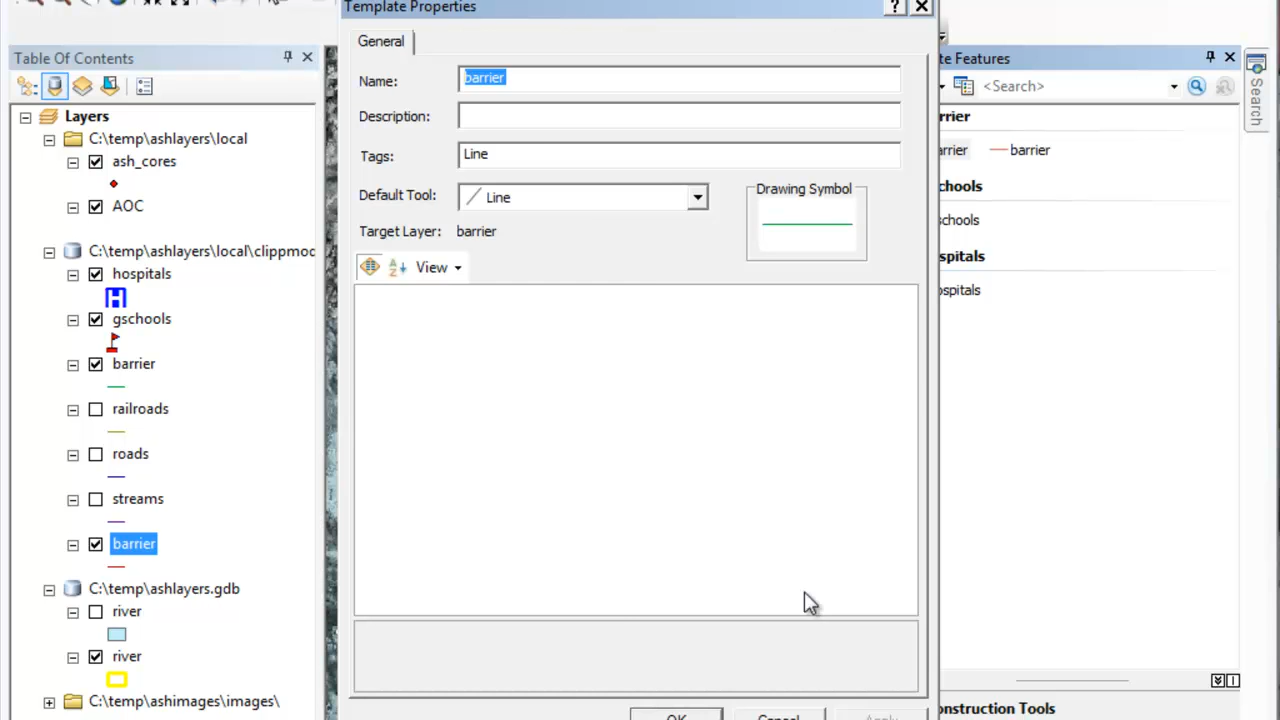 Template Properties
Table Of Contents
General
te Features
Name: barrier
<Search>
Search
Layers
Description:
rrier
C:\temp\ashlayers\local
arrier
barrier
ash_cores
Tags: Line
chools
Default Tool: Line
Drawing Symbol
AOC
schools
Target Layer: barrier
C:\temp\ashlayers\local\clippmod
spitals
View
hospitals
ospitals
gschools
barrier
railroads
roads
streams
barrier
C:\temp\ashlayers.gdb
river
river
C:\temp\ashimages\images\
onstruction Tools
OK
Cancel
Apply